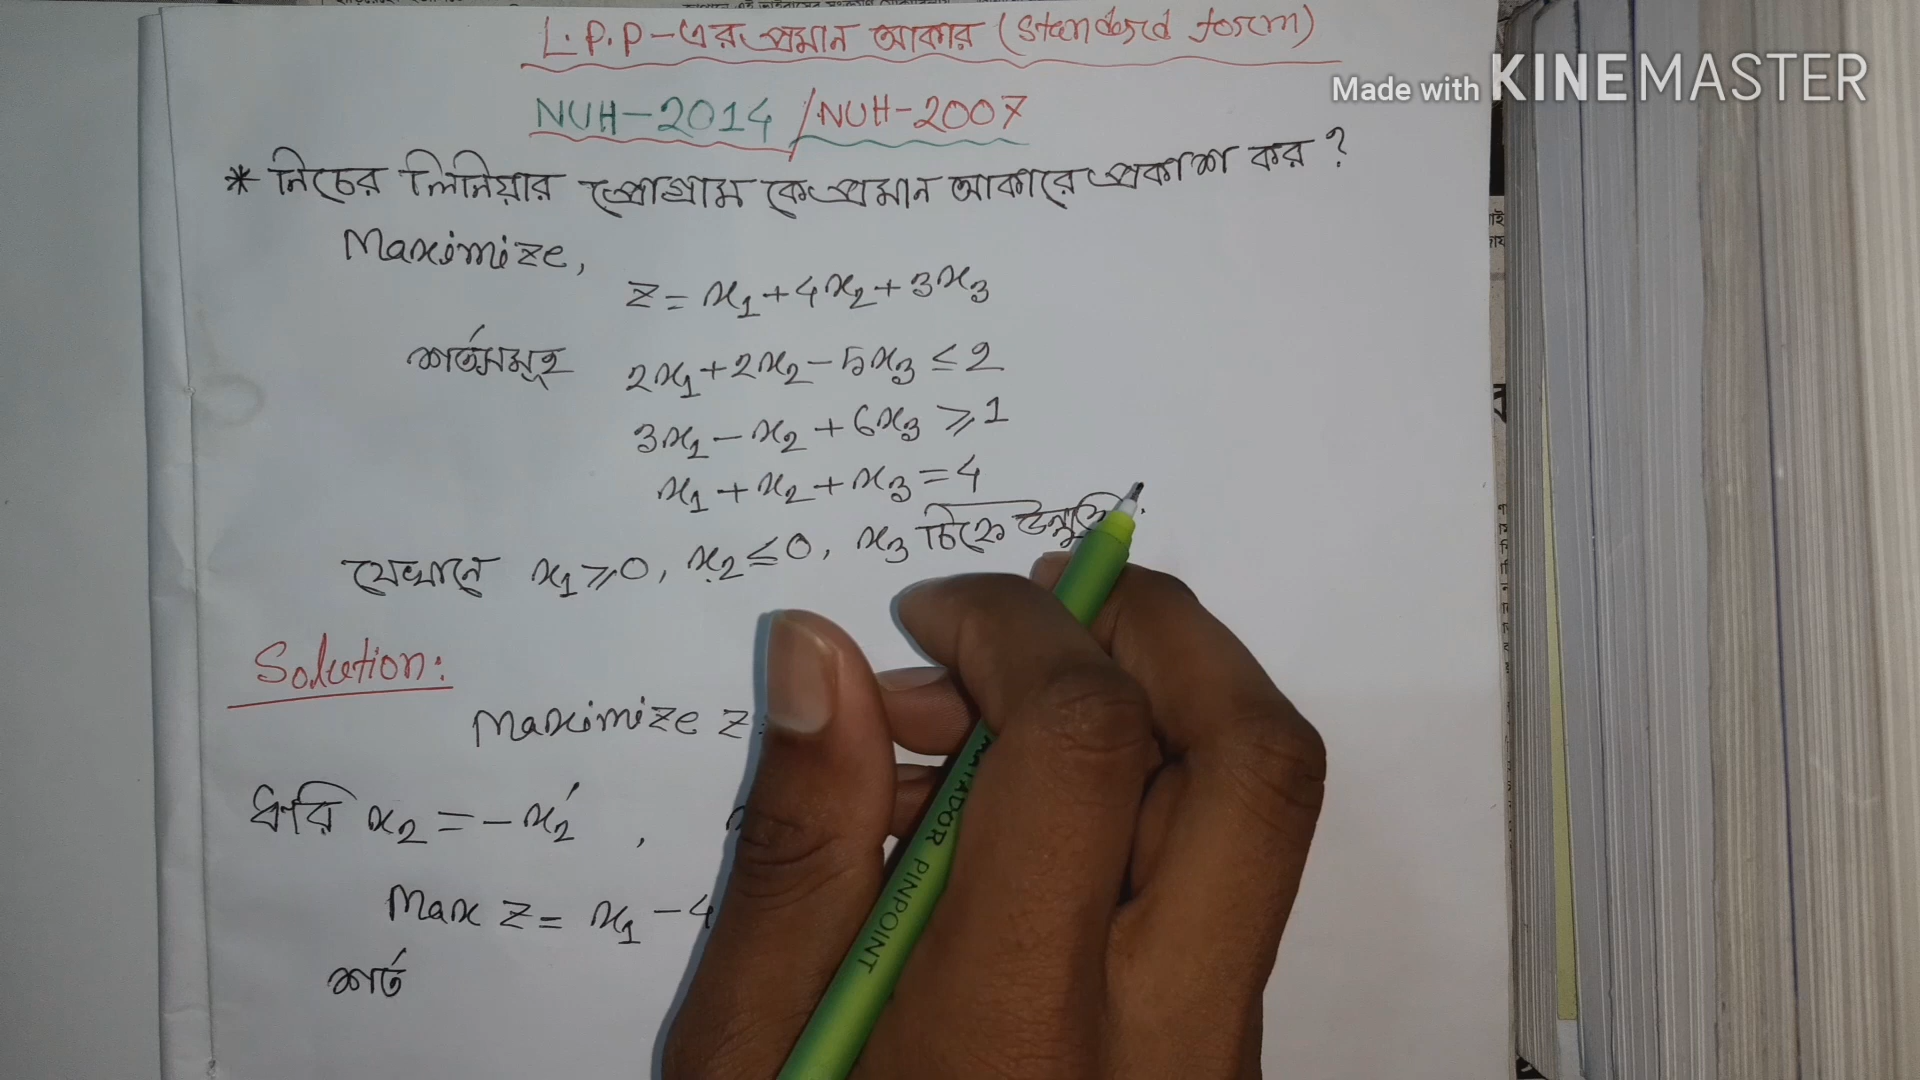 L.P.P-এর প্রমান আকার (Standard form)
Made with KINEMASTER
NUH-2014 / NUH-2007
* নিচের লিনিয়ার প্রোগ্রাম কে প্রমান আকারে প্রকাশ কর ?
Maximize,
z = x₁ + 4x₂ + 3x₃
শর্তসমূহ 2x₁ + 2x₂ - 5x₃ ≤ 2
3x₁ - x₂ + 6x₃ ≥ 1
x₁ + x₂ + x₃ = 4
যেখানে x₁ ≥ 0, x₂ ≤ 0, x₃ চিহ্নে
Solution:
Maximize z
ধরি x₂ = -x₂′ ,
Max z = x₁ - 4
শর্ত
MATADOR PINPOINT